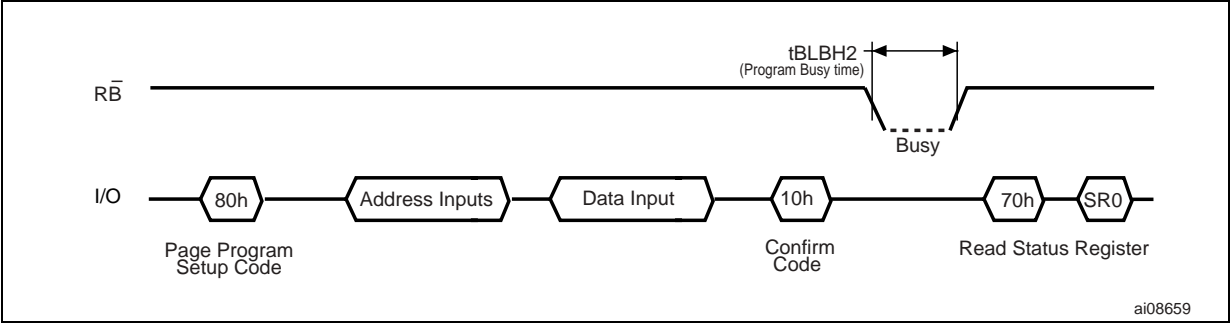 tBLBH2
(Program Busy time)
RB̅
Busy
I/O
80h
Address Inputs
Data Input
10h
70h
SR0
Page Program
Setup Code
Confirm
Code
Read Status Register
ai08659